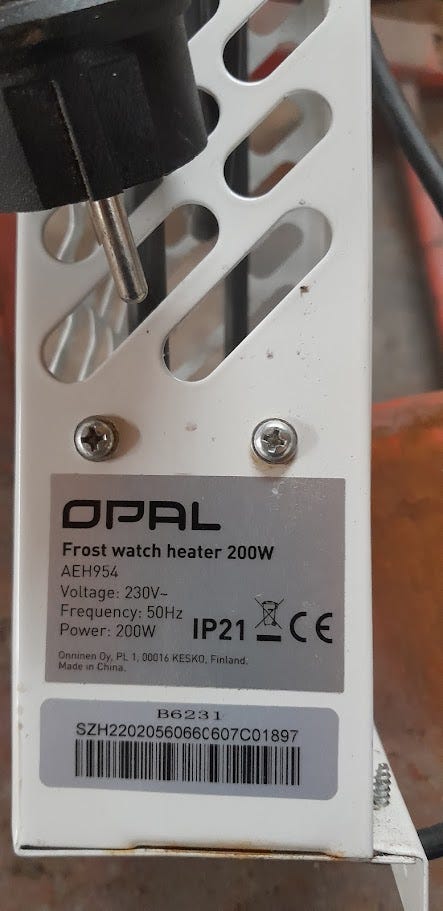 OPAL
Frost watch heater 200W
AEH954
Voltage: 230V~
Frequency: 50Hz
Power: 200W IP21 CE
Onninen Oy, PL 1, 00016 KESKO, Finland.
Made in China.
B6231
SZH2202056066C607C01897